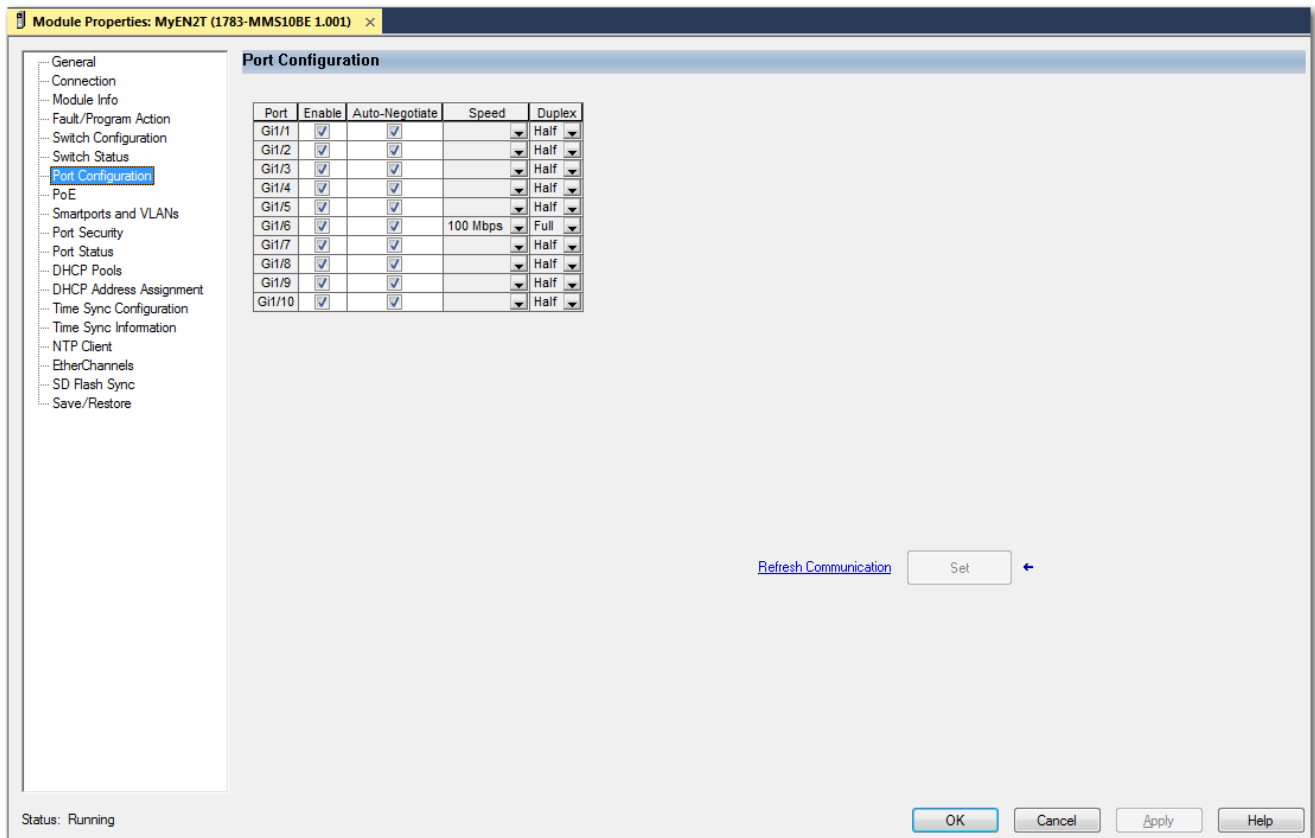 Module Properties: MyEN2T (1783-MMS10BE 1.001) ×
General
Connection
Module Info
Fault/Program Action
Switch Configuration
Switch Status
Port Configuration
PoE
Smartports and VLANs
Port Security
Port Status
DHCP Pools
DHCP Address Assignment
Time Sync Configuration
Time Sync Information
NTP Client
EtherChannels
SD Flash Sync
Save/Restore
Port Configuration
Port Enable Auto-Negotiate Speed Duplex
Gi1/1 Half
Gi1/2 Half
Gi1/3 Half
Gi1/4 Half
Gi1/5 Half
Gi1/6 100 Mbps Full
Gi1/7 Half
Gi1/8 Half
Gi1/9 Half
Gi1/10 Half
Refresh Communication Set
Status: Running
OK Cancel Apply Help